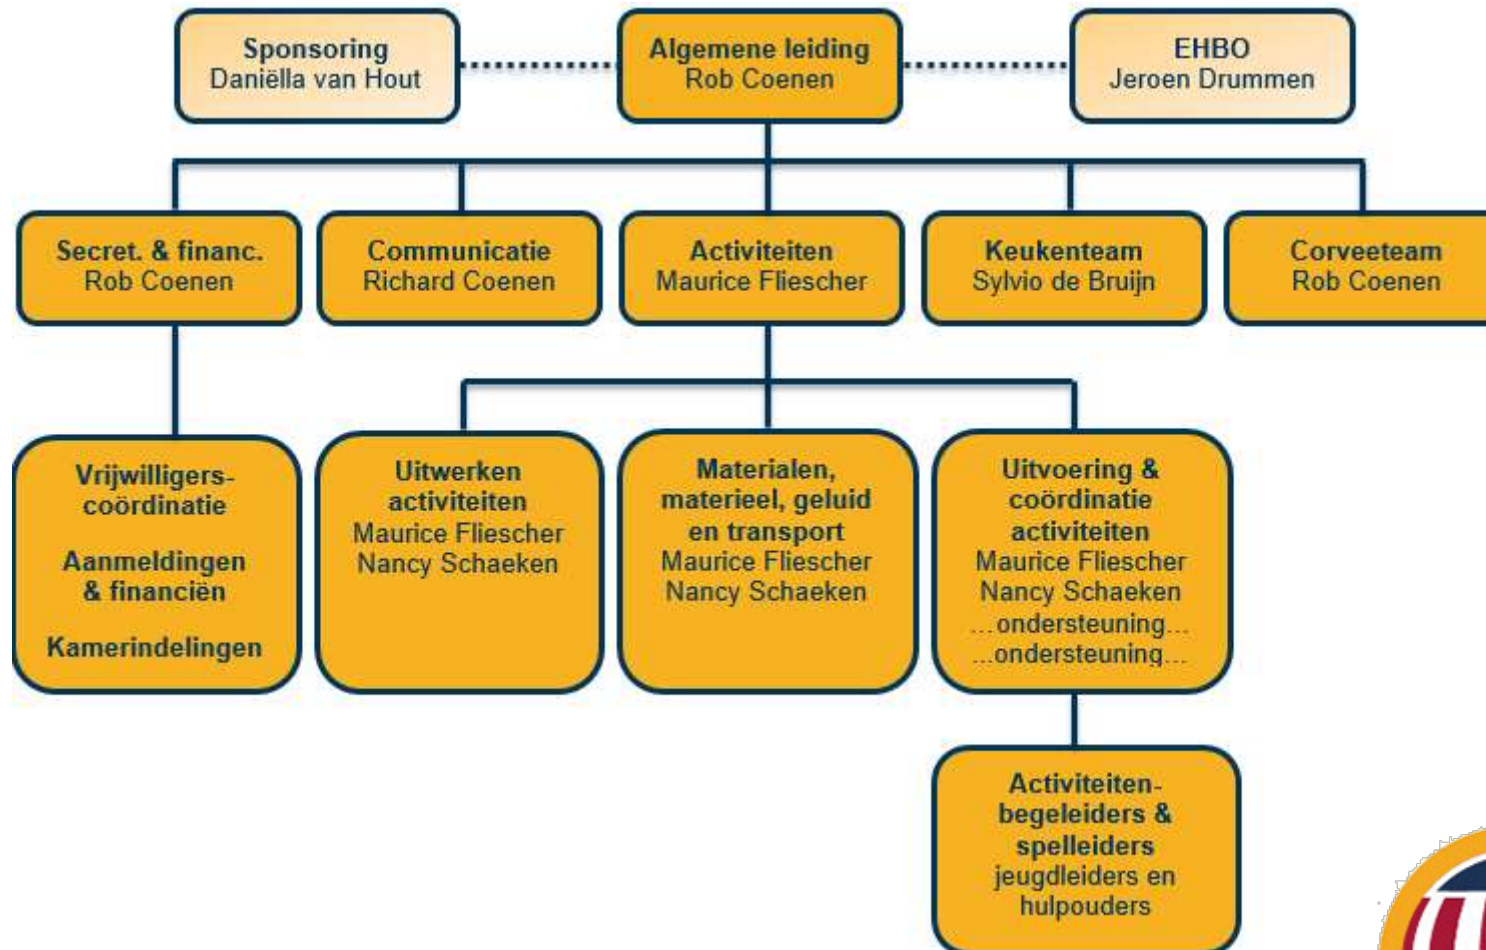 Sponsoring
Daniëlla van Hout
Algemene leiding
Rob Coenen
EHBO
Jeroen Drummen
Secret. & financ.
Rob Coenen
Communicatie
Richard Coenen
Activiteiten
Maurice Fliescher
Keukenteam
Sylvio de Bruijn
Corveeteam
Rob Coenen
Vrijwilligers-
coördinatie
Aanmeldingen
& financiën
Kamerindelingen
Uitwerken
activiteiten
Maurice Fliescher
Nancy Schaeken
Materialen,
materieel, geluid
en transport
Maurice Fliescher
Nancy Schaeken
Uitvoering &
coördinatie
activiteiten
Maurice Fliescher
Nancy Schaeken
...ondersteuning...
...ondersteuning...
Activiteiten-
begeleiders &
spelleiders
jeugdleiders en
hulpouders